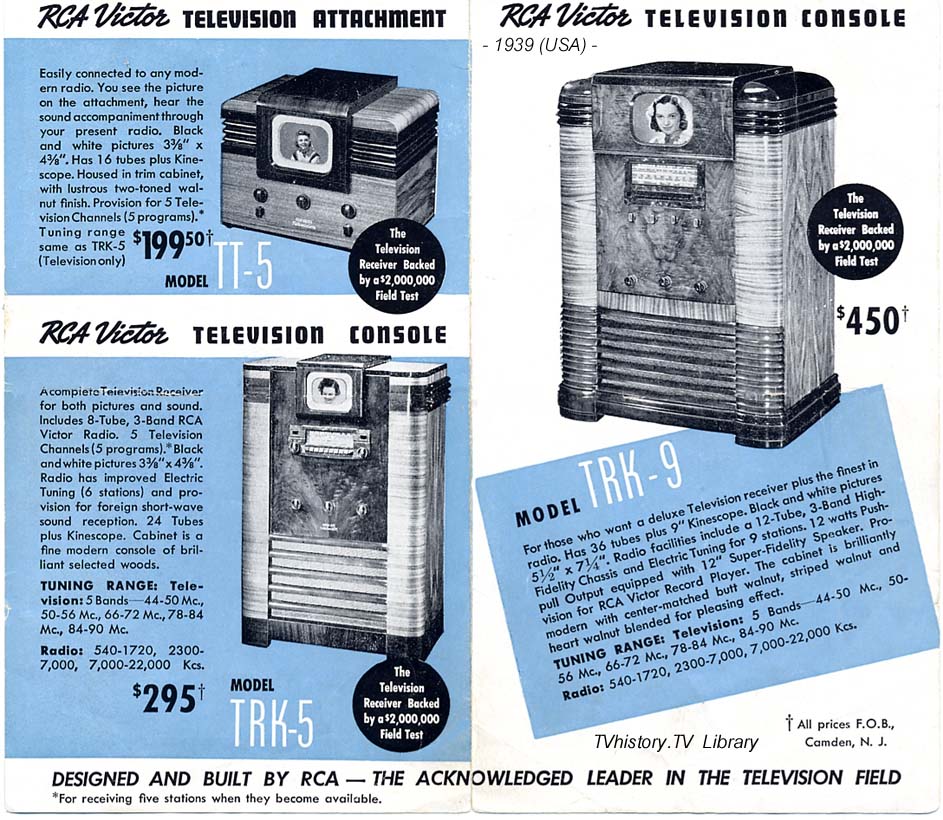 RCA Victor TELEVISION ATTACHMENT
Easily connected to any mod-
ern radio. You see the picture
on the attachment, hear the
sound accompaniment through
your present radio. Black
and white pictures 3⅜" x
4⅜". Has 16 tubes plus Kine-
scope. Housed in trim cabinet,
with lustrous two-toned wal-
nut finish. Provision for 5 Tele-
vision Channels (5 programs).*
Tuning range
same as TRK-5
(Television only)
$199.50†
MODEL TT-5
The
Television
Receiver Backed
by a $2,000,000
Field Test
RCA Victor TELEVISION CONSOLE
A complete Television Receiver
for both pictures and sound.
Includes 8-Tube, 3-Band RCA
Victor Radio. 5 Television
Channels (5 programs).* Black
and white pictures 3⅜" x 4⅜".
Radio has improved Electric
Tuning (6 stations) and pro-
vision for foreign short-wave
sound reception. 24 Tubes
plus Kinescope. Cabinet is a
fine modern console of bril-
liant selected woods.
TUNING RANGE: Tele-
vision: 5 Bands—44-50 Mc.,
50-56 Mc., 66-72 Mc., 78-84
Mc., 84-90 Mc.
Radio: 540-1720, 2300-
7,000, 7,000-22,000 Kcs.
$295†
MODEL
TRK-5
The
Television
Receiver Backed
by a $2,000,000
Field Test
RCA Victor TELEVISION CONSOLE
- 1939 (USA) -
The
Television
Receiver Backed
by a $2,000,000
Field Test
$450†
MODEL TRK-9
For those who want a deluxe Television receiver plus the finest in
radio. Has 36 tubes plus 9" Kinescope. Black and white pictures
5½" x 7¼". Radio facilities include a 12-Tube, 3-Band High-
Fidelity Chassis and Electric Tuning for 9 stations. 12 watts Push-
pull Output equipped with 12" Super-Fidelity Speaker. Pro-
vision for RCA Victor Record Player. The cabinet is brilliantly
modern with center-matched butt walnut, striped walnut and
heart walnut blended for pleasing effect.
TUNING RANGE: Television: 5 Bands—44-50 Mc., 50-
56 Mc., 66-72 Mc., 78-84 Mc., 84-90 Mc.
Radio: 540-1720, 2300-7,000, 7,000-22,000 Kcs.
† All prices F.O.B.,
Camden, N. J.
TVhistory.TV Library
DESIGNED AND BUILT BY RCA — THE ACKNOWLEDGED LEADER IN THE TELEVISION FIELD
*For receiving five stations when they become available.